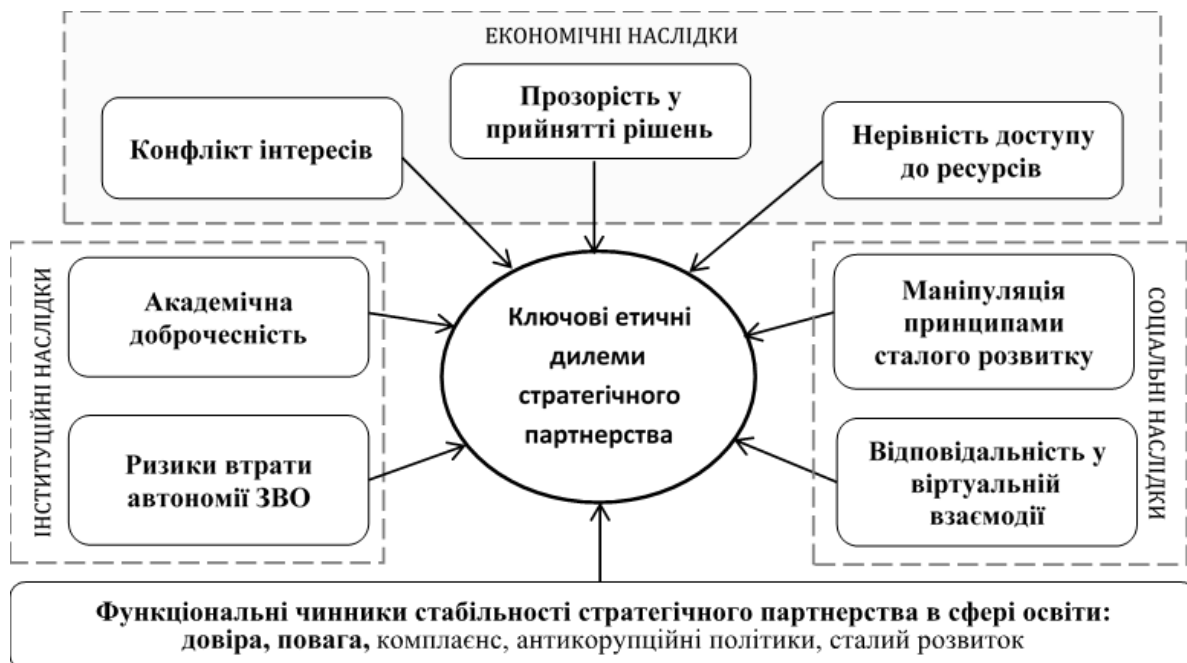 ЕКОНОМІЧНІ НАСЛІДКИ
Конфлікт інтересів
Прозорість у
прийнятті рішень
Нерівність доступу
до ресурсів
ІНСТИТУЦІЙНІ НАСЛІДКИ
Академічна
доброчесність
Ризики втрати
автономії ЗВО
Ключові етичні
дилеми
стратегічного
партнерства
Маніпуляція
принципами
сталого розвитку
Відповідальність у
віртуальній
взаємодії
СОЦІАЛЬНІ НАСЛІДКИ
Функціональні чинники стабільності стратегічного партнерства в сфері освіти:
довіра, повага, комплаєнс, антикорупційні політики, сталий розвиток